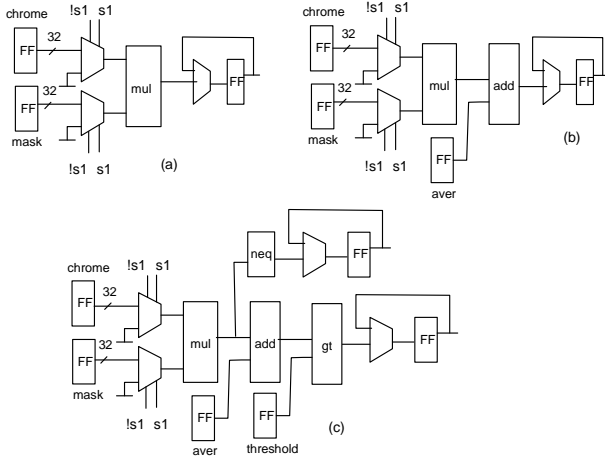 chrome
!s1 s1
FF
32
mul
FF
FF
32
mask
!s1 s1
(a)
chrome
!s1 s1
FF
32
mul
add
FF
FF
32
mask
!s1 s1
FF
aver
(b)
neq
FF
chrome
!s1 s1
FF
32
mul
add
gt
FF
FF
32
mask
!s1 s1
FF
aver
FF
threshold
(c)